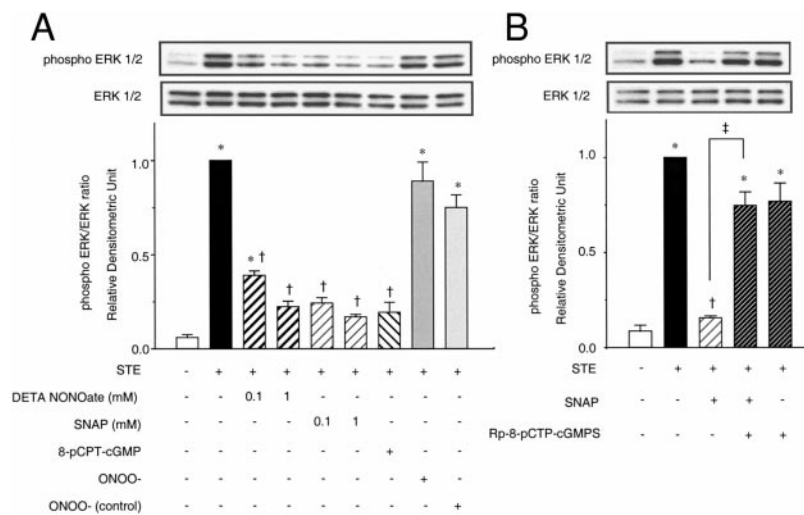 A
phospho ERK 1/2
ERK 1/2
phospho ERK/ERK ratio
Relative Densitometric Unit
1.0
0.5
0.0
* * † † † † † * *
STE - + + + + + + + +
DETA NONOate (mM) - - 0.1 1 - - - - -
SNAP (mM) - - - - 0.1 1 - - -
8-pCPT-cGMP - - - - - - + - -
ONOO- - - - - - - - + -
ONOO- (control) - - - - - - - - +
B
phospho ERK 1/2
ERK 1/2
phospho ERK/ERK ratio
Relative Densitometric Unit
1.0
0.5
0.0
‡
* † * *
STE - + + + +
SNAP - - + + -
Rp-8-pCTP-cGMPS - - - + +